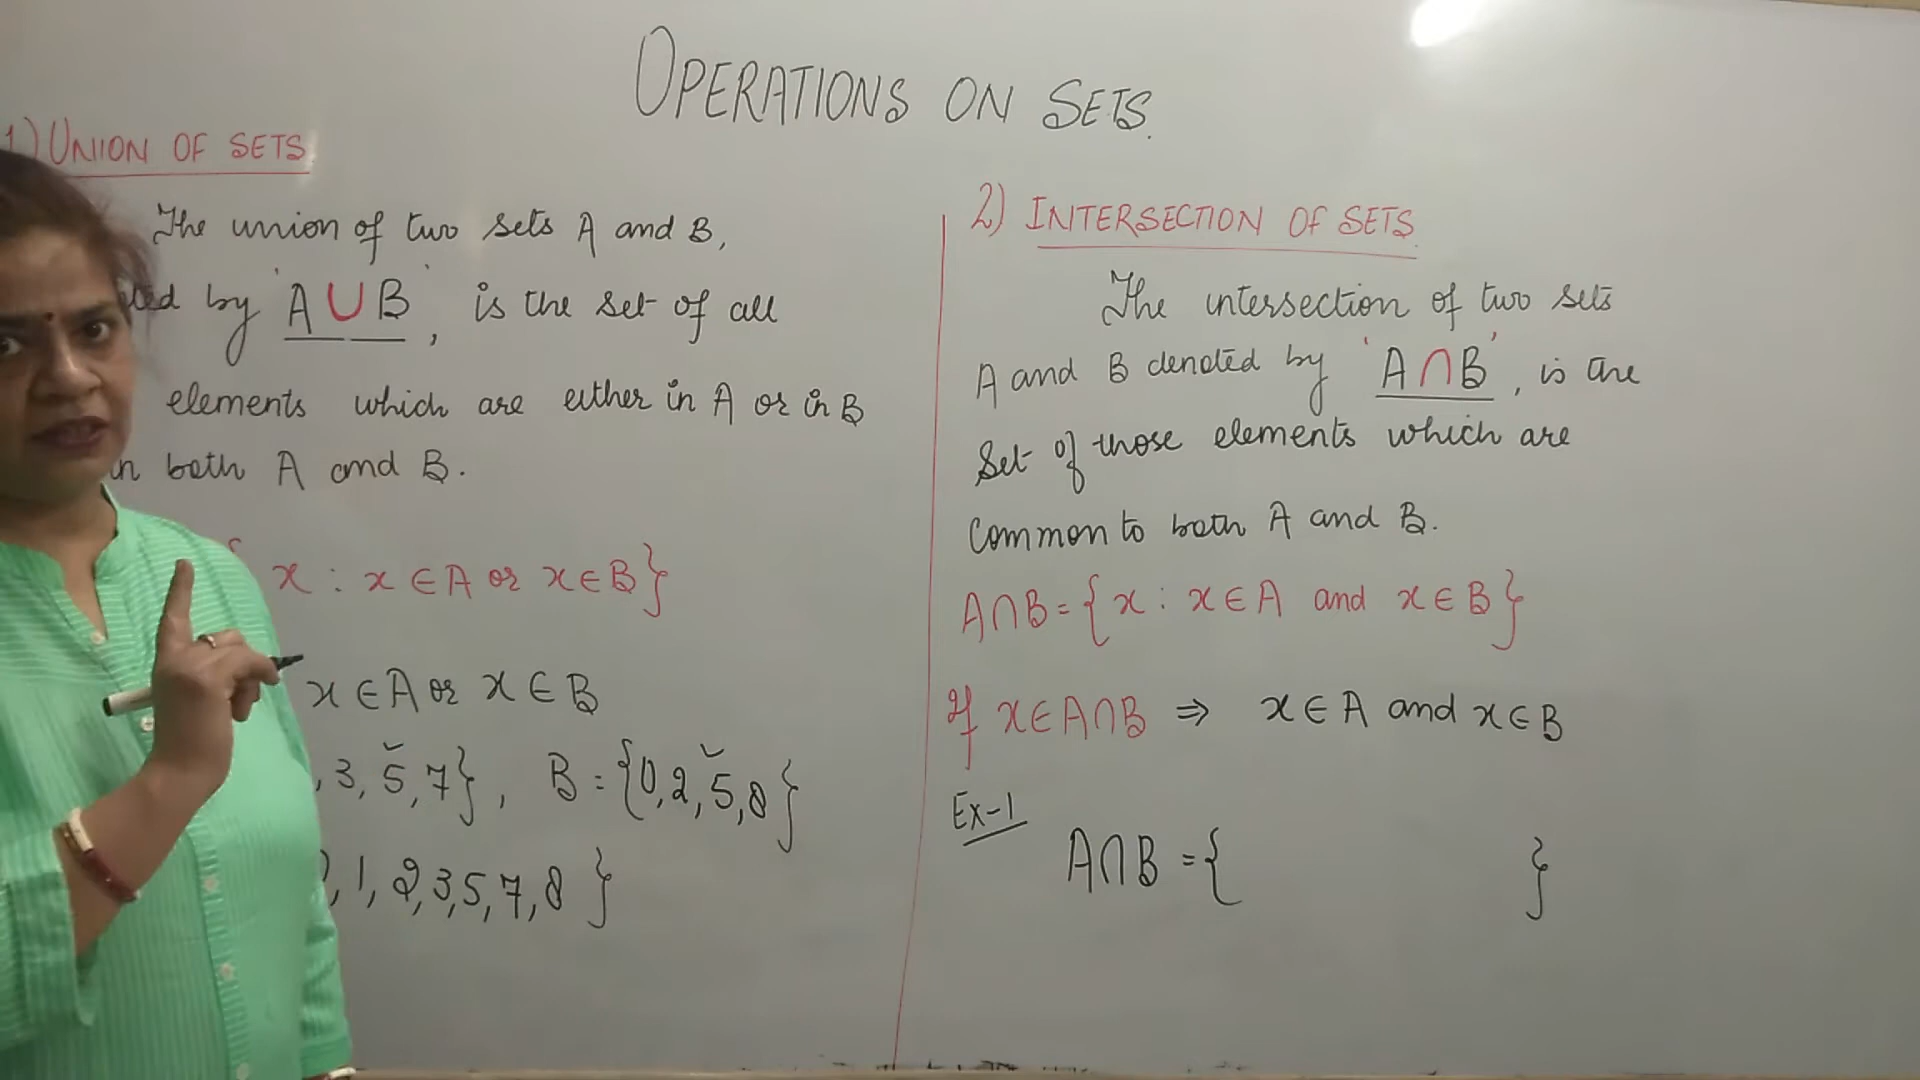 OPERATIONS ON SETS.
1) UNION OF SETS
The union of two sets A and B,
by 'A∪B', is the set of all
elements which are either in A or in B
in both A and B.
x : x ∈ A or x ∈ B}
x ∈ A or x ∈ B
, 3, 5, 7}, B = {0, 2, 5, 8}
, 1, 2, 3, 5, 7, 8 }
2) INTERSECTION OF SETS.
The intersection of two sets
A and B denoted by 'A∩B', is the
Set of those elements which are
Common to both A and B.
A∩B = {x : x ∈ A and x ∈ B}
If x ∈ A∩B ⇒ x ∈ A and x ∈ B
Ex-1
A∩B = { }